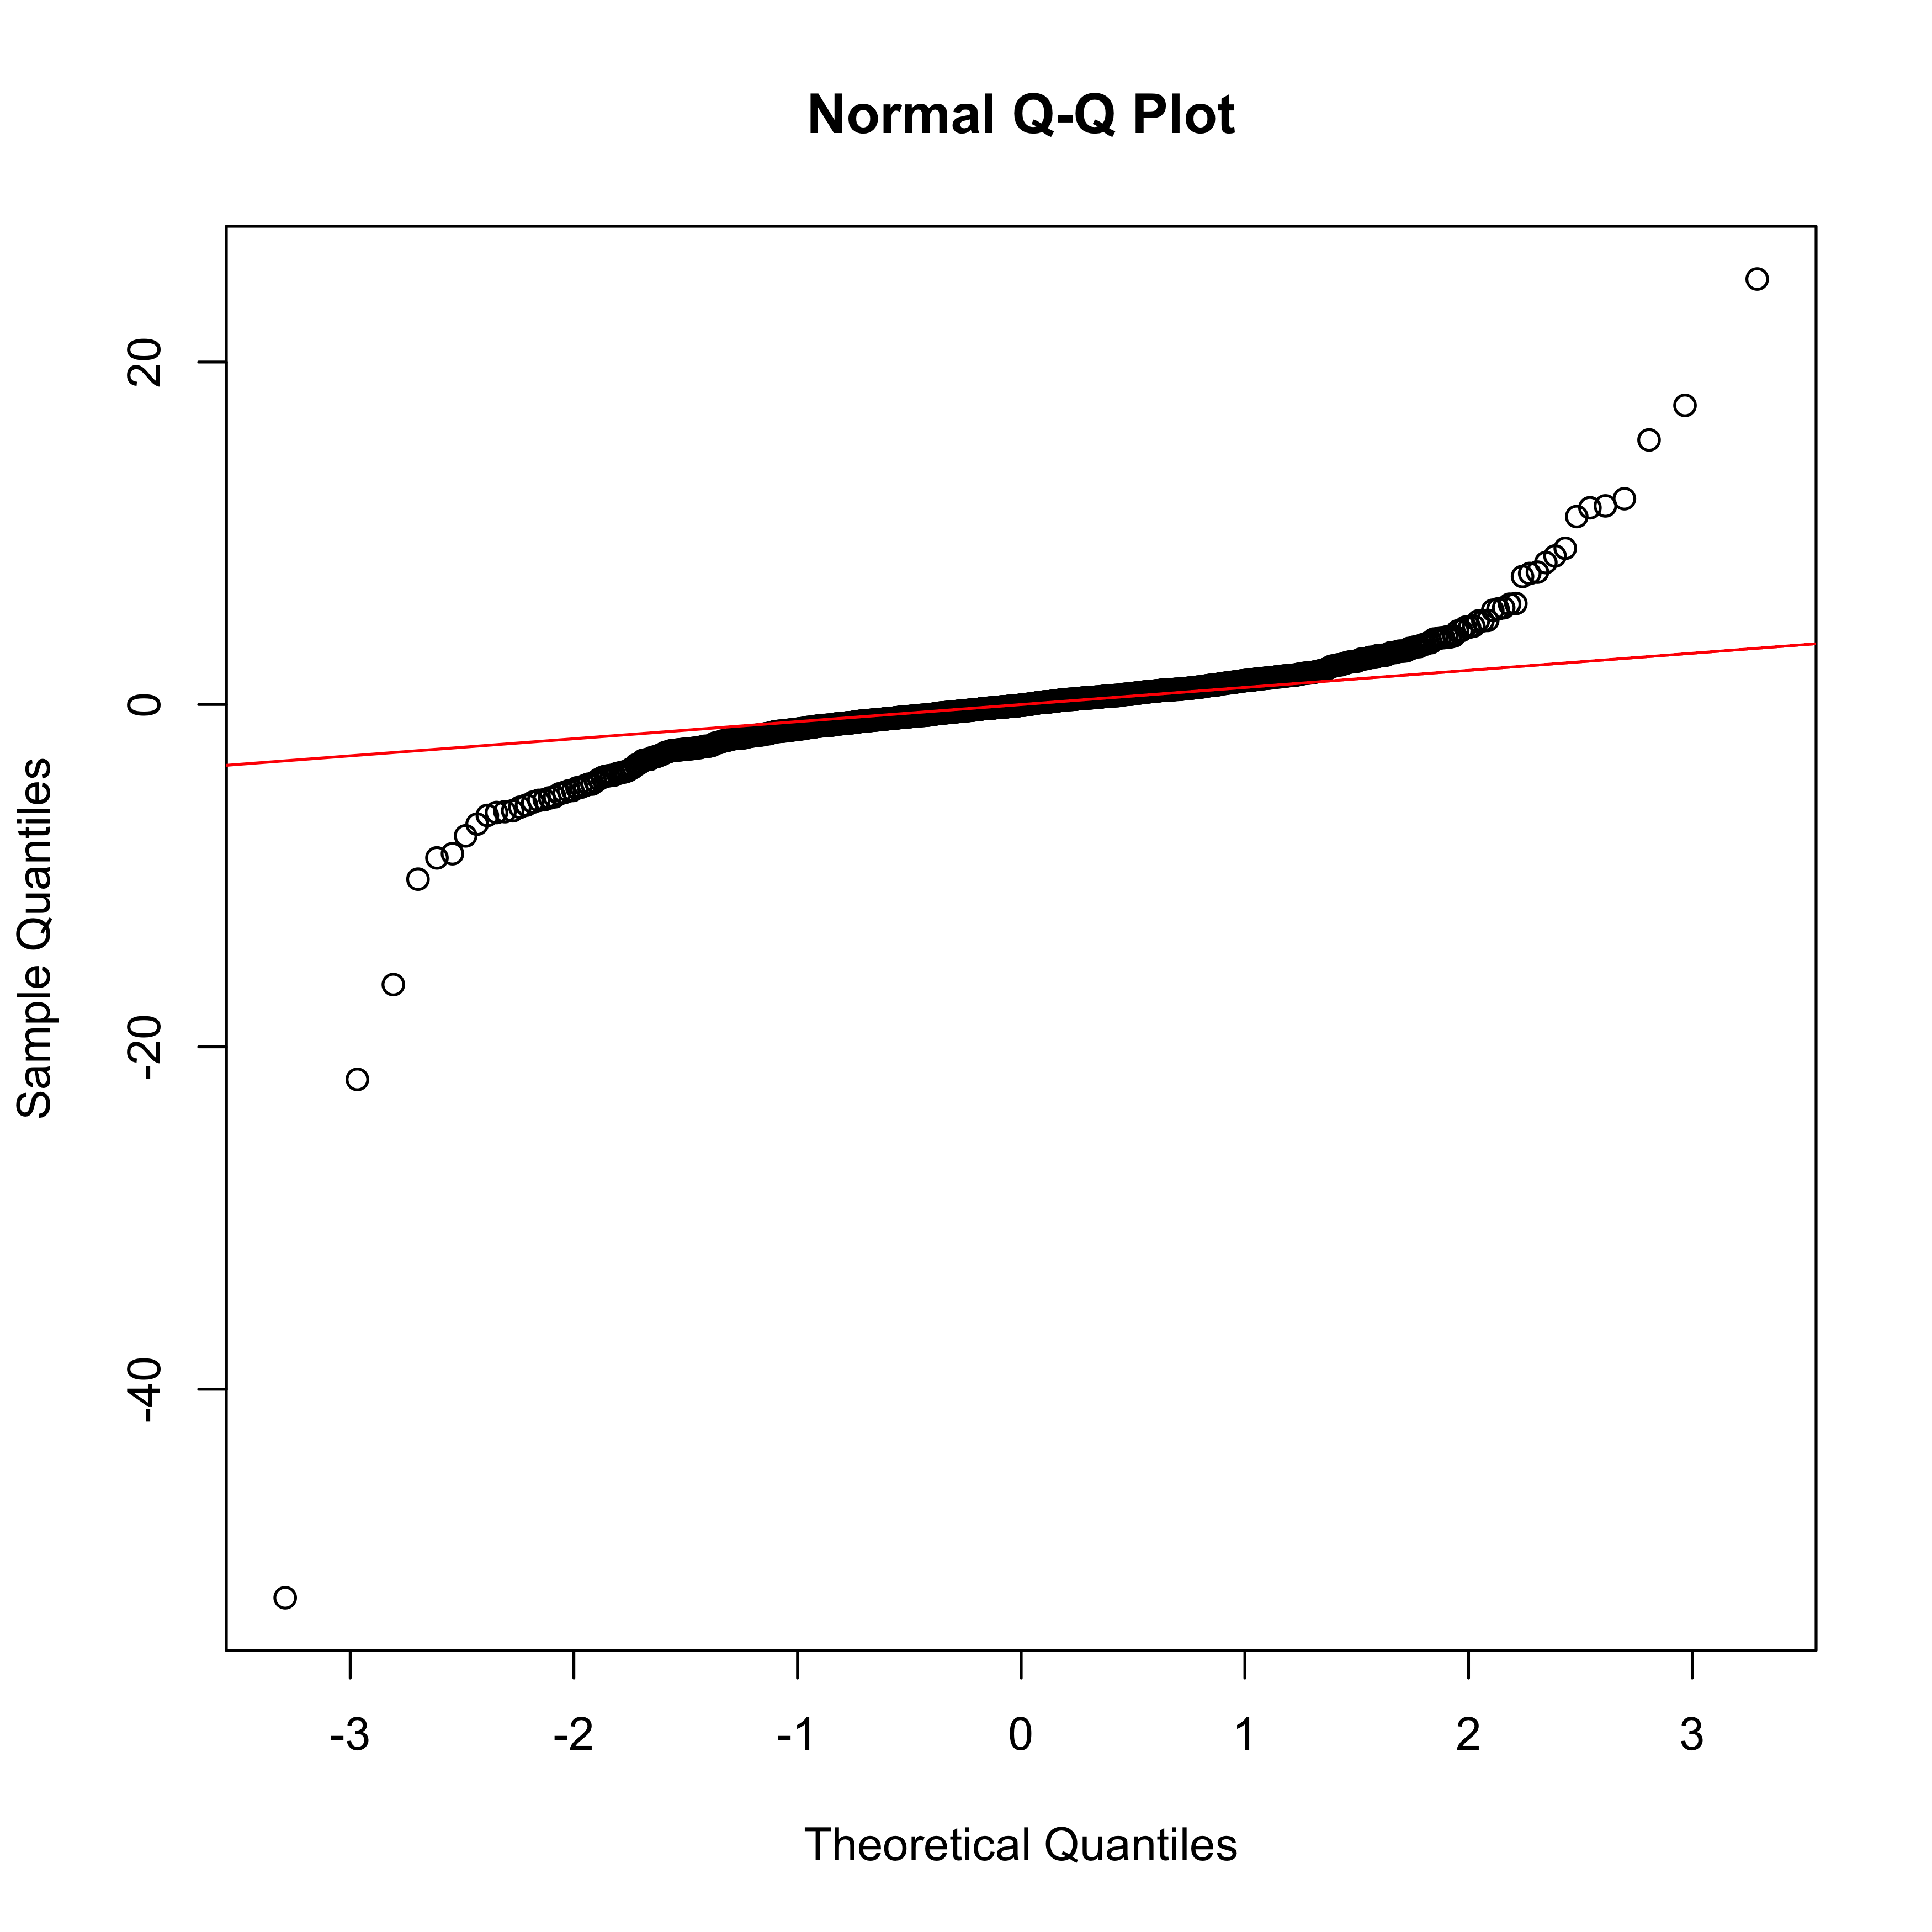 Normal Q-Q Plot
Sample Quantiles
20
0
-20
-40
-3 -2 -1 0 1 2 3
Theoretical Quantiles